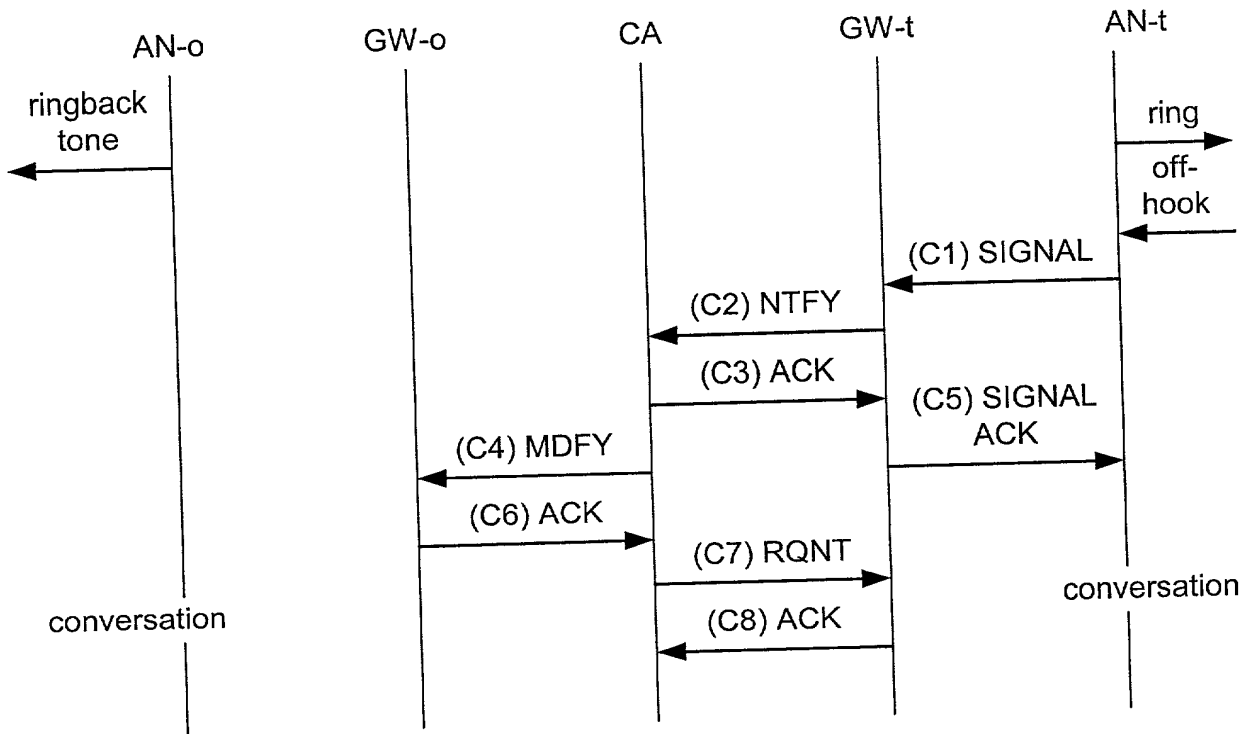 AN-o
GW-o
CA
GW-t
AN-t
ringback
tone
ring
off-
hook
(C1) SIGNAL
(C2) NTFY
(C3) ACK
(C5) SIGNAL
ACK
(C4) MDFY
(C6) ACK
(C7) RQNT
conversation
conversation
(C8) ACK